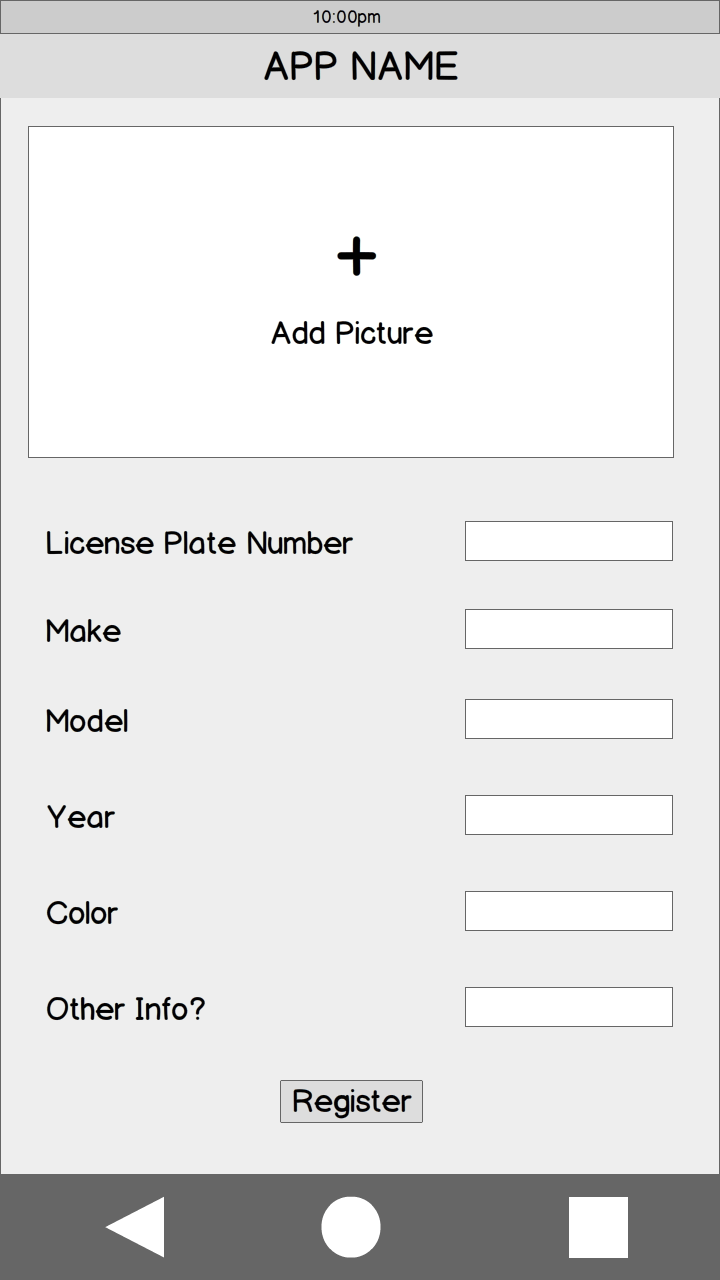 10:00pm
APP NAME
+
Add Picture
License Plate Number
Make
Model
Year
Color
Other Info?
Register